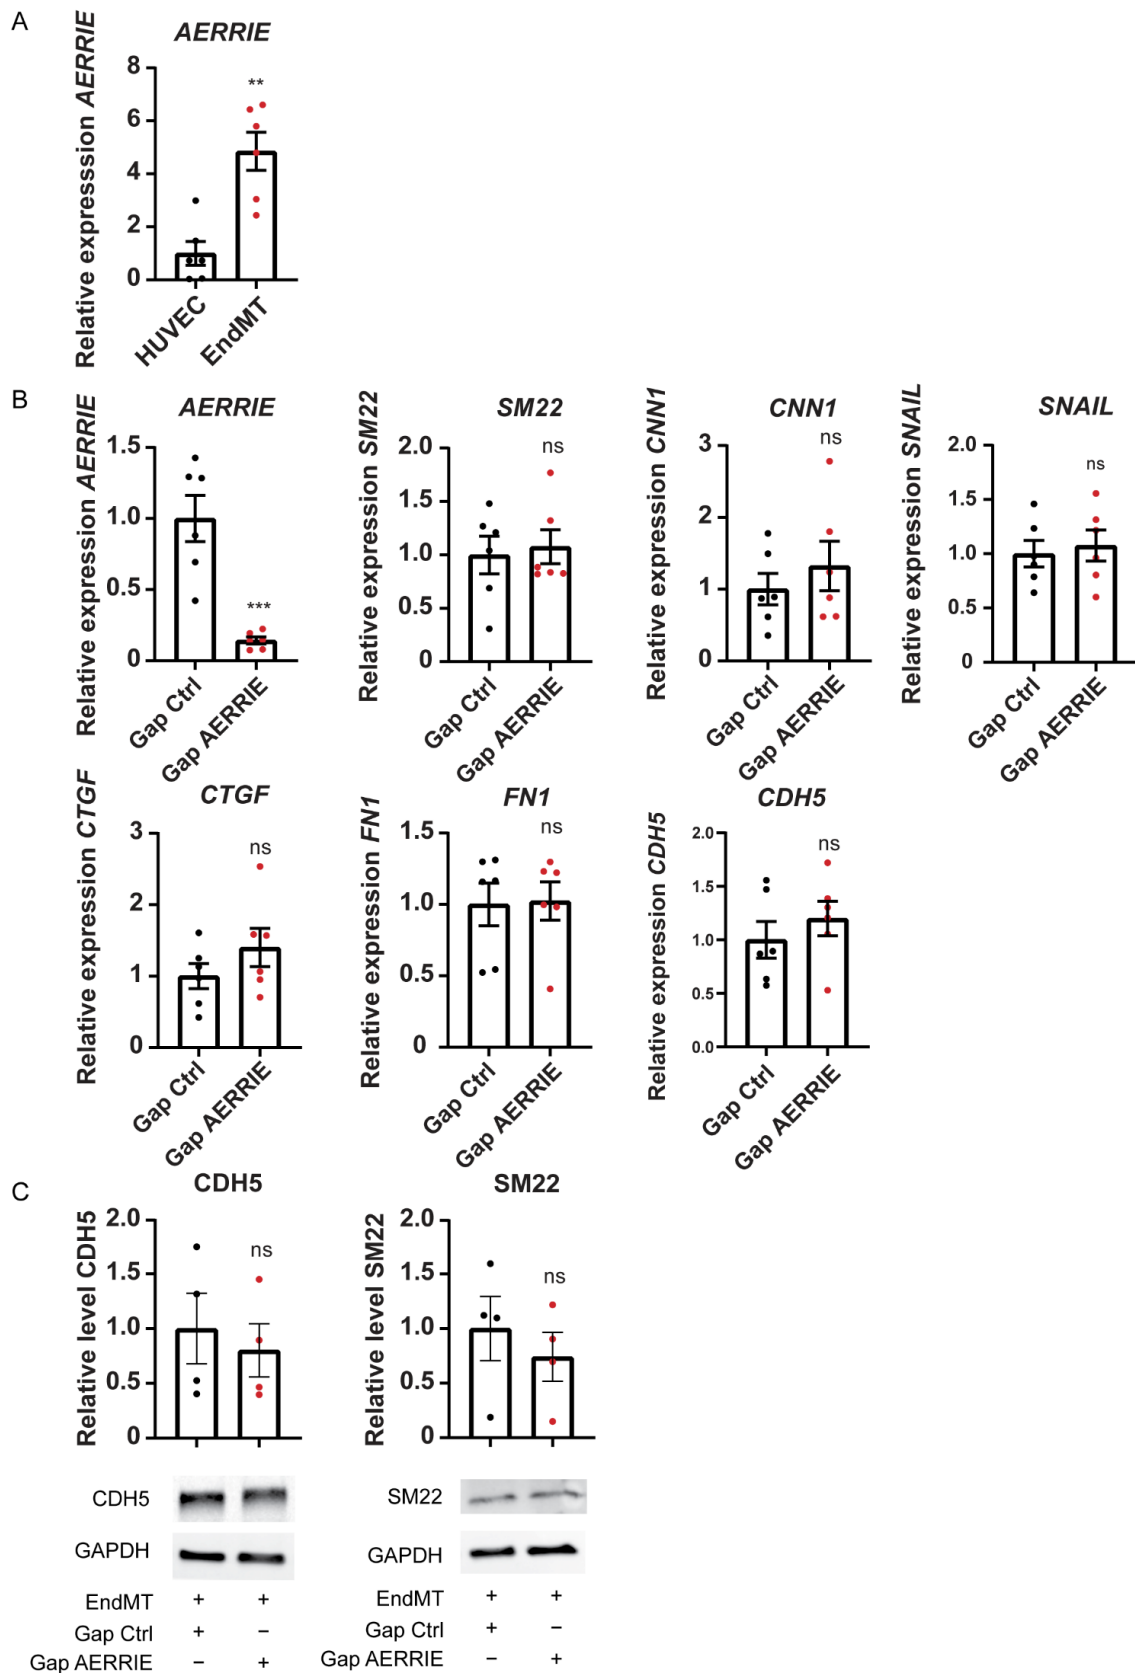 A
AERRIE
Relative expresssion AERRIE
8
6
4
2
0
**
HUVEC
EndMT
B
AERRIE
Relative expression AERRIE
1.5
1.0
0.5
0
***
Gap Ctrl
Gap AERRIE
SM22
Relative expression SM22
2.0
1.5
1.0
0.5
0
ns
Gap Ctrl
Gap AERRIE
CNN1
Relative expression CNN1
3
2
1
0
ns
Gap Ctrl
Gap AERRIE
SNAIL
Relative expression SNAIL
2.0
1.5
1.0
0.5
0
ns
Gap Ctrl
Gap AERRIE
CTGF
Relative expression CTGF
3
2
1
0
ns
Gap Ctrl
Gap AERRIE
FN1
Relative expression FN1
1.5
1.0
0.5
0
ns
Gap Ctrl
Gap AERRIE
CDH5
Relative expression CDH5
2.0
1.5
1.0
0.5
0.0
ns
Gap Ctrl
Gap AERRIE
C
CDH5
Relative level CDH5
2.0
1.5
1.0
0.5
0
ns
CDH5
GAPDH
EndMT + +
Gap Ctrl + −
Gap AERRIE − +
SM22
Relative level SM22
2.0
1.5
1.0
0.5
0
ns
SM22
GAPDH
EndMT + +
Gap Ctrl + −
Gap AERRIE − +